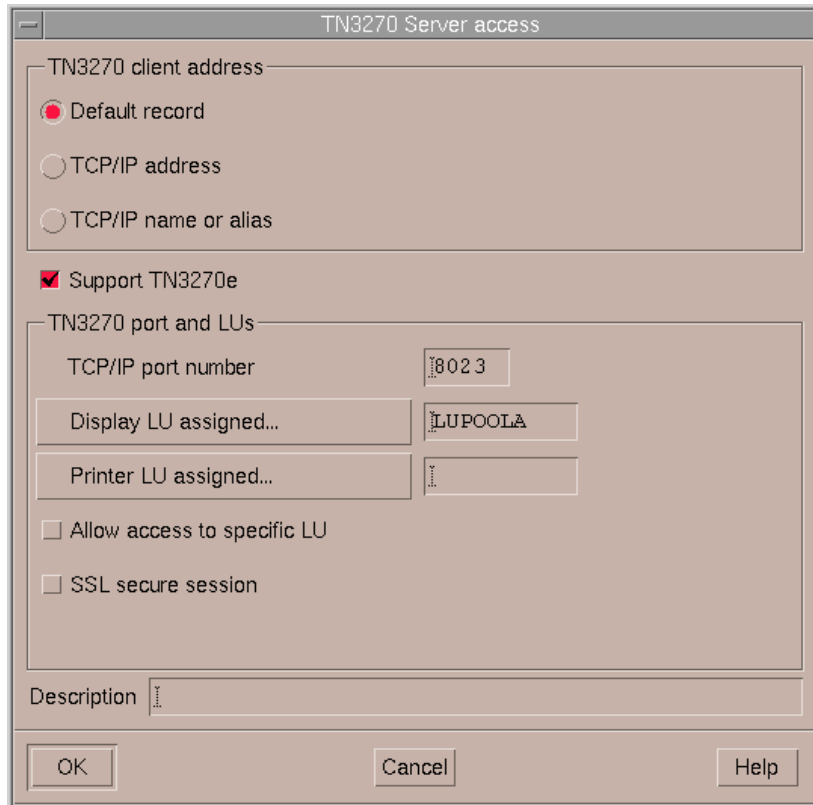 TN3270 Server access
TN3270 client address
Default record
TCP/IP address
TCP/IP name or alias
Support TN3270e
TN3270 port and LUs
TCP/IP port number 8023
Display LU assigned... LUPOOLA
Printer LU assigned...
Allow access to specific LU
SSL secure session
Description
OK Cancel Help